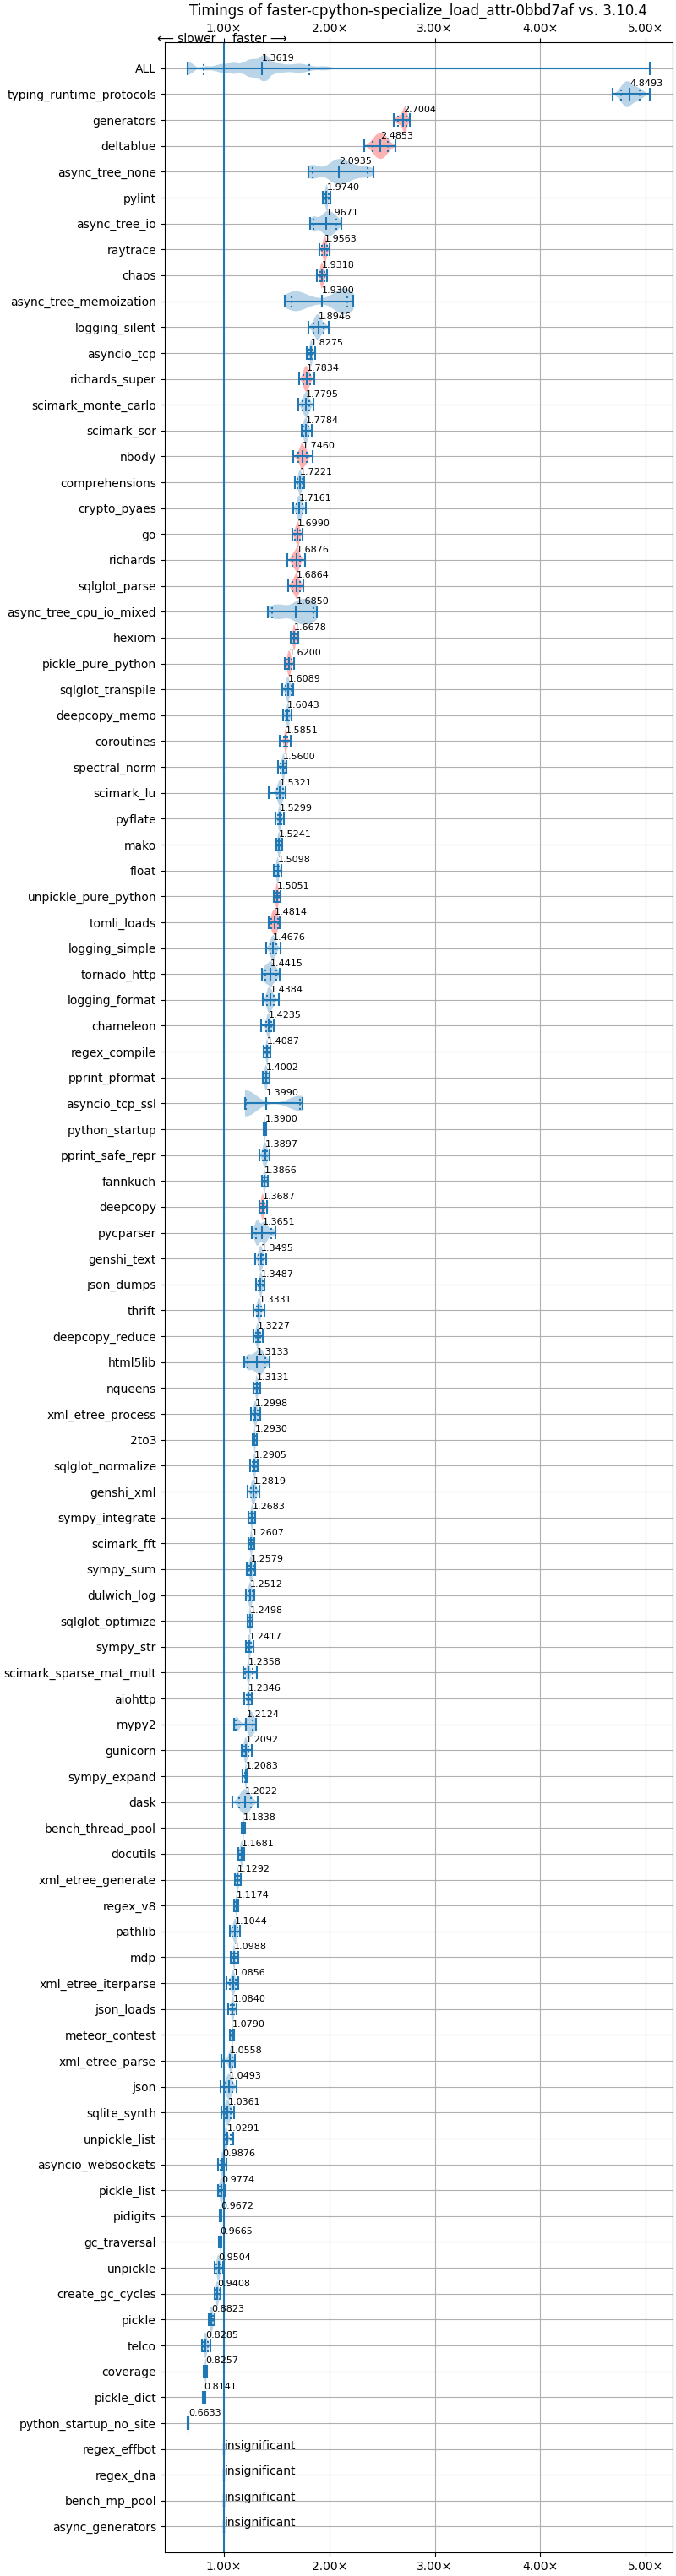 Timings of faster-cpython-specialize_load_attr-0bbd7af vs. 3.10.4
1.00× 2.00× 3.00× 4.00× 5.00×
⟵ slower faster ⟶
ALL 1.3619
typing_runtime_protocols 4.8493
generators 2.7004
deltablue 2.4853
async_tree_none 2.0935
pylint 1.9740
async_tree_io 1.9671
raytrace 1.9563
chaos 1.9318
async_tree_memoization 1.9300
logging_silent 1.8946
asyncio_tcp 1.8275
richards_super 1.7834
scimark_monte_carlo 1.7795
scimark_sor 1.7784
nbody 1.7460
comprehensions 1.7221
crypto_pyaes 1.7161
go 1.6990
richards 1.6876
sqlglot_parse 1.6864
async_tree_cpu_io_mixed 1.6850
hexiom 1.6678
pickle_pure_python 1.6200
sqlglot_transpile 1.6089
deepcopy_memo 1.6043
coroutines 1.5851
spectral_norm 1.5600
scimark_lu 1.5321
pyflate 1.5299
mako 1.5241
float 1.5098
unpickle_pure_python 1.5051
tomli_loads 1.4814
logging_simple 1.4676
tornado_http 1.4415
logging_format 1.4384
chameleon 1.4235
regex_compile 1.4087
pprint_pformat 1.4002
asyncio_tcp_ssl 1.3990
python_startup 1.3900
pprint_safe_repr 1.3897
fannkuch 1.3866
deepcopy 1.3687
pycparser 1.3651
genshi_text 1.3495
json_dumps 1.3487
thrift 1.3331
deepcopy_reduce 1.3227
html5lib 1.3133
nqueens 1.3131
xml_etree_process 1.2998
2to3 1.2930
sqlglot_normalize 1.2905
genshi_xml 1.2819
sympy_integrate 1.2683
scimark_fft 1.2607
sympy_sum 1.2579
dulwich_log 1.2512
sqlglot_optimize 1.2498
sympy_str 1.2417
scimark_sparse_mat_mult 1.2358
aiohttp 1.2346
mypy2 1.2124
gunicorn 1.2092
sympy_expand 1.2083
dask 1.2022
bench_thread_pool 1.1838
docutils 1.1681
xml_etree_generate 1.1292
regex_v8 1.1174
pathlib 1.1044
mdp 1.0988
xml_etree_iterparse 1.0856
json_loads 1.0840
meteor_contest 1.0790
xml_etree_parse 1.0558
json 1.0493
sqlite_synth 1.0361
unpickle_list 1.0291
asyncio_websockets 0.9876
pickle_list 0.9774
pidigits 0.9672
gc_traversal 0.9665
unpickle 0.9504
create_gc_cycles 0.9408
pickle 0.8823
telco 0.8285
coverage 0.8257
pickle_dict 0.8141
python_startup_no_site 0.6633
regex_effbot insignificant
regex_dna insignificant
bench_mp_pool insignificant
async_generators insignificant
1.00× 2.00× 3.00× 4.00× 5.00×